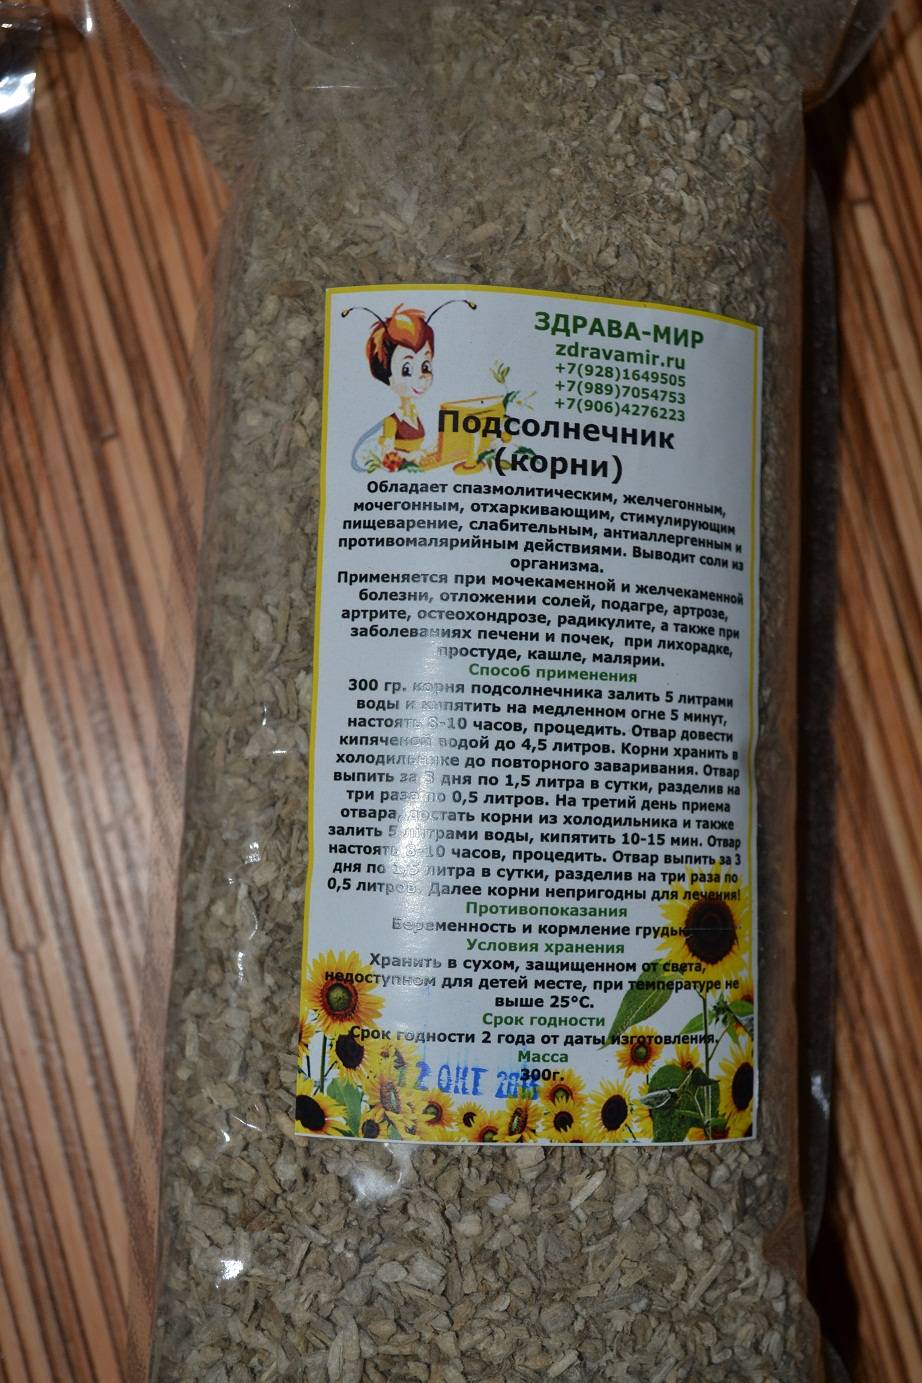 ЗДРАВА-МИР
zdravamir.ru
+7(928)1649505
+7(989)7054753
+7(906)4276223
Подсолнечник
(корни)
Обладает спазмолитическим, желчегонным,
мочегонным, отхаркивающим, стимулирующим
пищеварение, слабительным, антиаллергенным и
противомалярийным действиями. Выводит соли из
организма.
Применяется при мочекаменной и желчекаменной
болезни, отложении солей, подагре, артрозе,
артрите, остеохондрозе, радикулите, а также при
заболеваниях печени и почек, при лихорадке,
простуде, кашле, малярии.
Способ применения
300 гр. корня подсолнечника залить 5 литрами
воды и кипятить на медленном огне 5 минут,
настоять 8-10 часов, процедить. Отвар довести
кипяченой водой до 4,5 литров. Корни хранить в
холодильнике до повторного заваривания. Отвар
выпить за 3 дня по 1,5 литра в сутки, разделив на
три раза по 0,5 литров. На третий день приема
отвара, достать корни из холодильника и также
залить 5 литрами воды, кипятить 10-15 мин. Отвар
настоять 8-10 часов, процедить. Отвар выпить за 3
дня по 1,5 литра в сутки, разделив на три раза по
0,5 литров. Далее корни непригодны для лечения!
Противопоказания
Беременность и кормление грудью
Условия хранения
Хранить в сухом, защищенном от света,
недоступном для детей месте, при температуре не
выше 25°С.
Срок годности
Срок годности 2 года от даты изготовления.
Масса
300г.
ОКТ